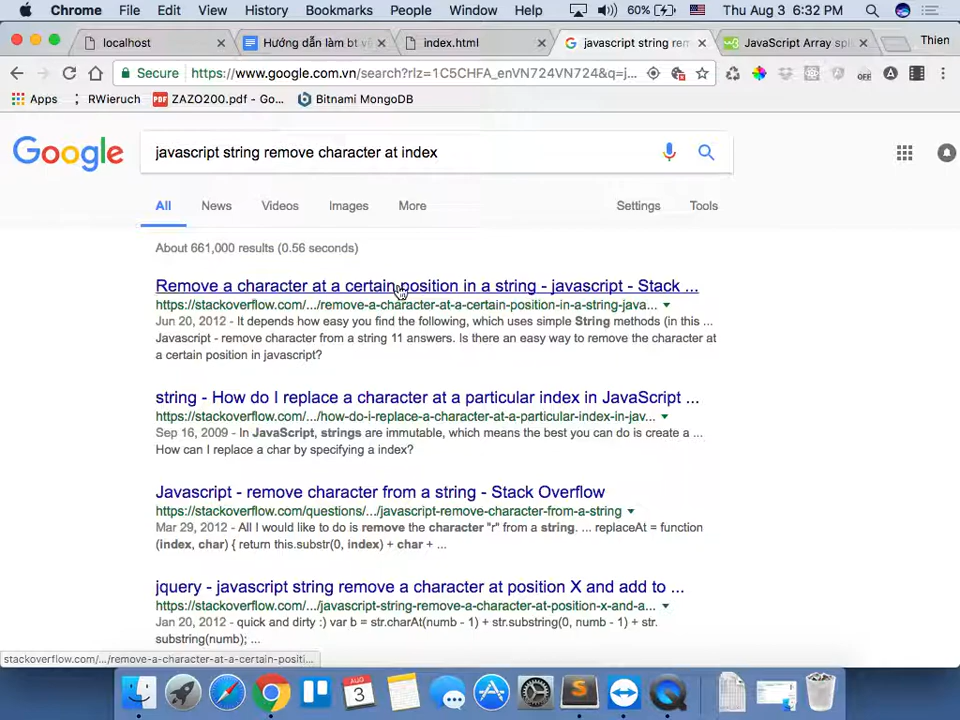 Chrome File Edit View History Bookmarks People Window Help 60% Thu Aug 3 6:32 PM
localhost Hướng dẫn làm bt v index.html javascript string rem JavaScript Array spl Thien
Secure https://www.google.com.vn/search?rlz=1C5CHFA_enVN724VN724&q=j... OFF
Apps RWieruch PDF ZAZO200.pdf - Go... Bitnami MongoDB
Google javascript string remove character at index
All News Videos Images More Settings Tools
About 661,000 results (0.56 seconds)
Remove a character at a certain position in a string - javascript - Stack ...
https://stackoverflow.com/.../remove-a-character-at-a-certain-position-in-a-string-java...
Jun 20, 2012 - It depends how easy you find the following, which uses simple String methods (in this ...
Javascript - remove character from a string 11 answers. Is there an easy way to remove the character at
a certain position in javascript?
string - How do I replace a character at a particular index in JavaScript ...
https://stackoverflow.com/.../how-do-i-replace-a-character-at-a-particular-index-in-jav...
Sep 16, 2009 - In JavaScript, strings are immutable, which means the best you can do is create a ...
How can I replace a char by specifying a index?
Javascript - remove character from a string - Stack Overflow
https://stackoverflow.com/questions/.../javascript-remove-character-from-a-string
Mar 29, 2012 - All I would like to do is remove the character "r" from a string. ... replaceAt = function
(index, char) { return this.substr(0, index) + char + ...
jquery - javascript string remove a character at position X and add to ...
https://stackoverflow.com/.../javascript-string-remove-a-character-at-position-x-and-a...
Jan 20, 2012 - quick and dirty :) var b = str.charAt(numb - 1) + str.substring(0, numb - 1) + str.
substring(numb); ...
stackoverflow.com/.../remove-a-character-at-a-certain-positi...
3